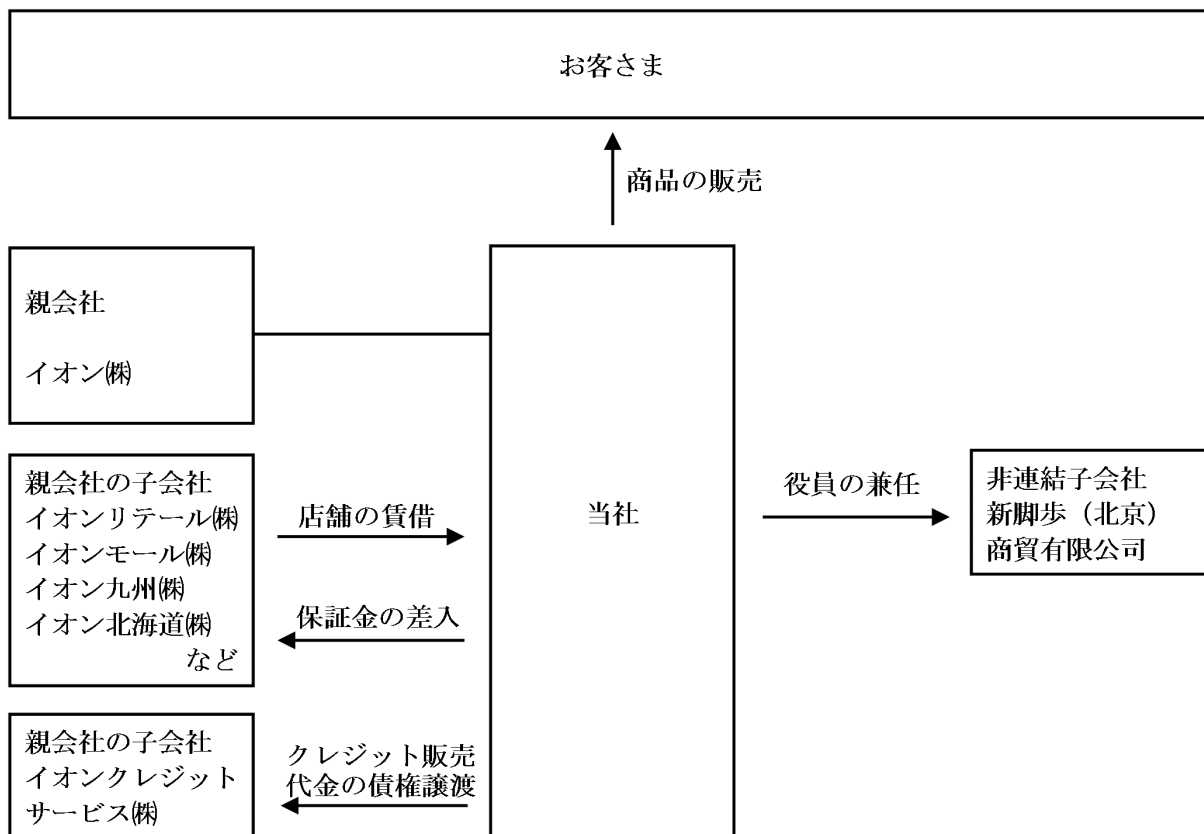 お客さま
商品の販売
親会社
イオン㈱
親会社の子会社
イオンリテール㈱
イオンモール㈱
イオン九州㈱
イオン北海道㈱
など
店舗の賃借
保証金の差入
当社
役員の兼任
非連結子会社
新脚歩（北京）
商貿有限公司
親会社の子会社
イオンクレジット
サービス㈱
クレジット販売
代金の債権譲渡